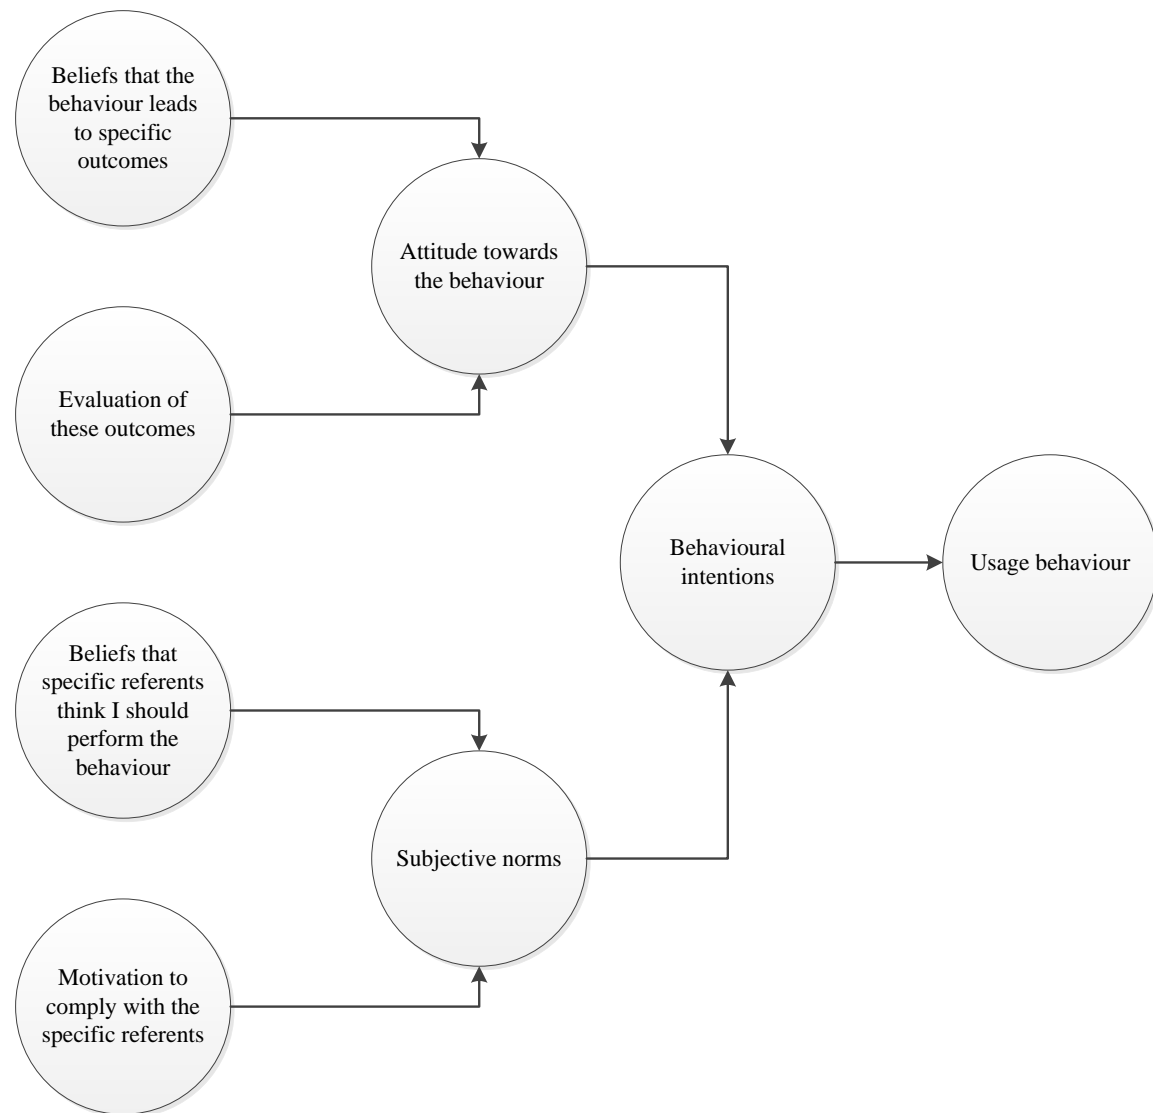 Beliefs that the
behaviour leads
to specific
outcomes
Attitude towards
the behaviour
Evaluation of
these outcomes
Behavioural
intentions
Usage behaviour
Beliefs that
specific referents
think I should
perform the
behaviour
Subjective norms
Motivation to
comply with the
specific referents